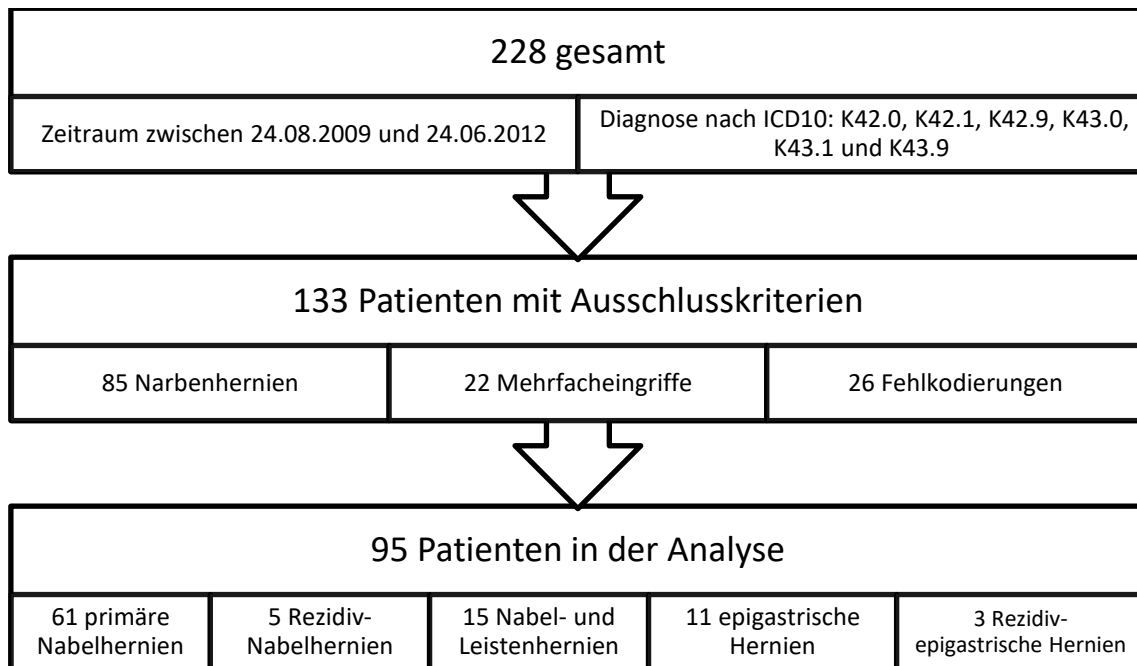 228 gesamt
Zeitraum zwischen 24.08.2009 und 24.06.2012
Diagnose nach ICD10: K42.0, K42.1, K42.9, K43.0,
K43.1 und K43.9
133 Patienten mit Ausschlusskriterien
85 Narbenhernien
22 Mehrfacheingriffe
26 Fehlkodierungen
95 Patienten in der Analyse
61 primäre
Nabelhernien
5 Rezidiv-
Nabelhernien
15 Nabel- und
Leistenhernien
11 epigastrische
Hernien
3 Rezidiv-
epigastrische Hernien